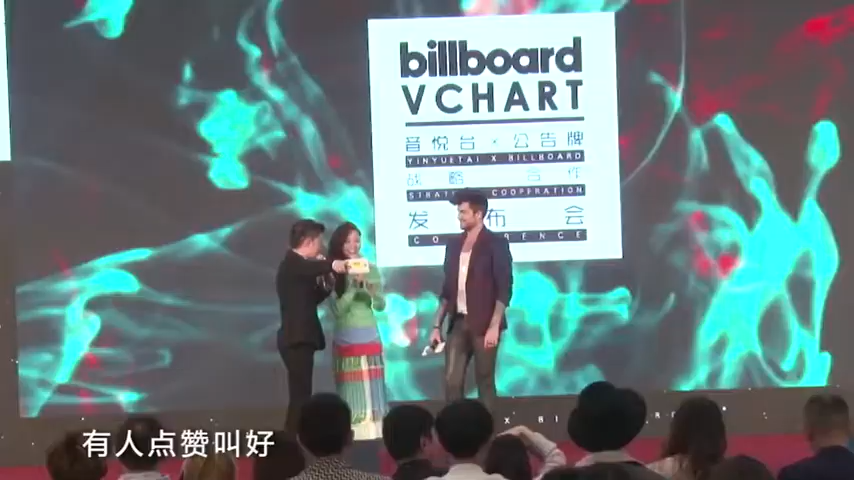 billboard
VCHART
音悦台 × 公告牌
YINYUETAI X BILLBOARD
战略 合作
COOPERATION
发布会
有人点赞叫好